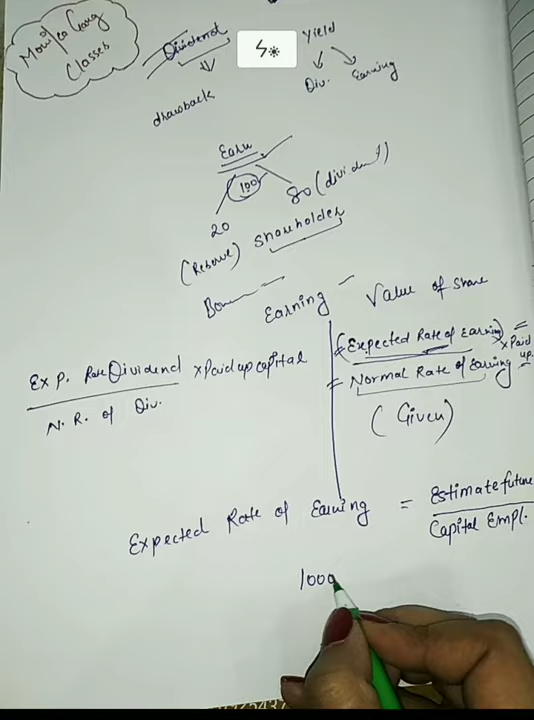 Monika Garg
Classes
Dividend
drawback
Yield
Div. Earning
Earn
100
20 80 (dividend)
(Reserve) shareholder
Earning
Value of Share
Exp. Rate Dividend × Paid up capital
N.R. of Div.
(Expected Rate of Earning) × Paid up.
= Normal Rate of Earning =
(Given)
Expected Rate of Earning = Estimate future
Capital Empl.
1000